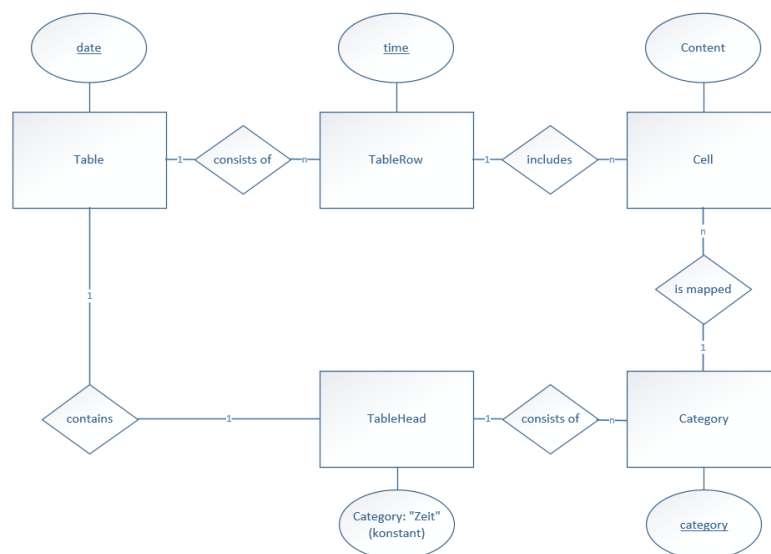 date
time
Content
Table
1
consists of
n
TableRow
1
includes
n
Cell
n
1
is mapped
1
contains
1
TableHead
1
consists of
n
Category
Category: "Zeit"
(konstant)
category